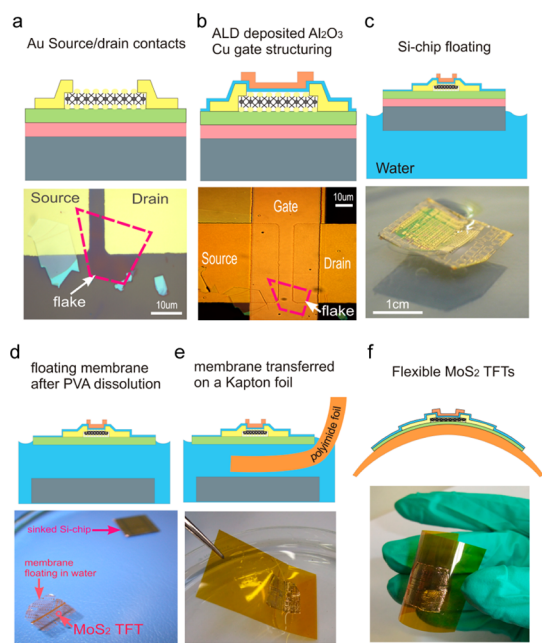 a
Au Source/drain contacts
Source
Drain
flake
10um
b
ALD deposited Al₂O₃
Cu gate structuring
10um
Gate
Source
Drain
flake
c
Si-chip floating
Water
1cm
d
floating membrane
after PVA dissolution
sinked Si-chip
membrane
floating in water
MoS₂ TFT
e
membrane transferred
on a Kapton foil
polyimide foil
f
Flexible MoS₂ TFTs